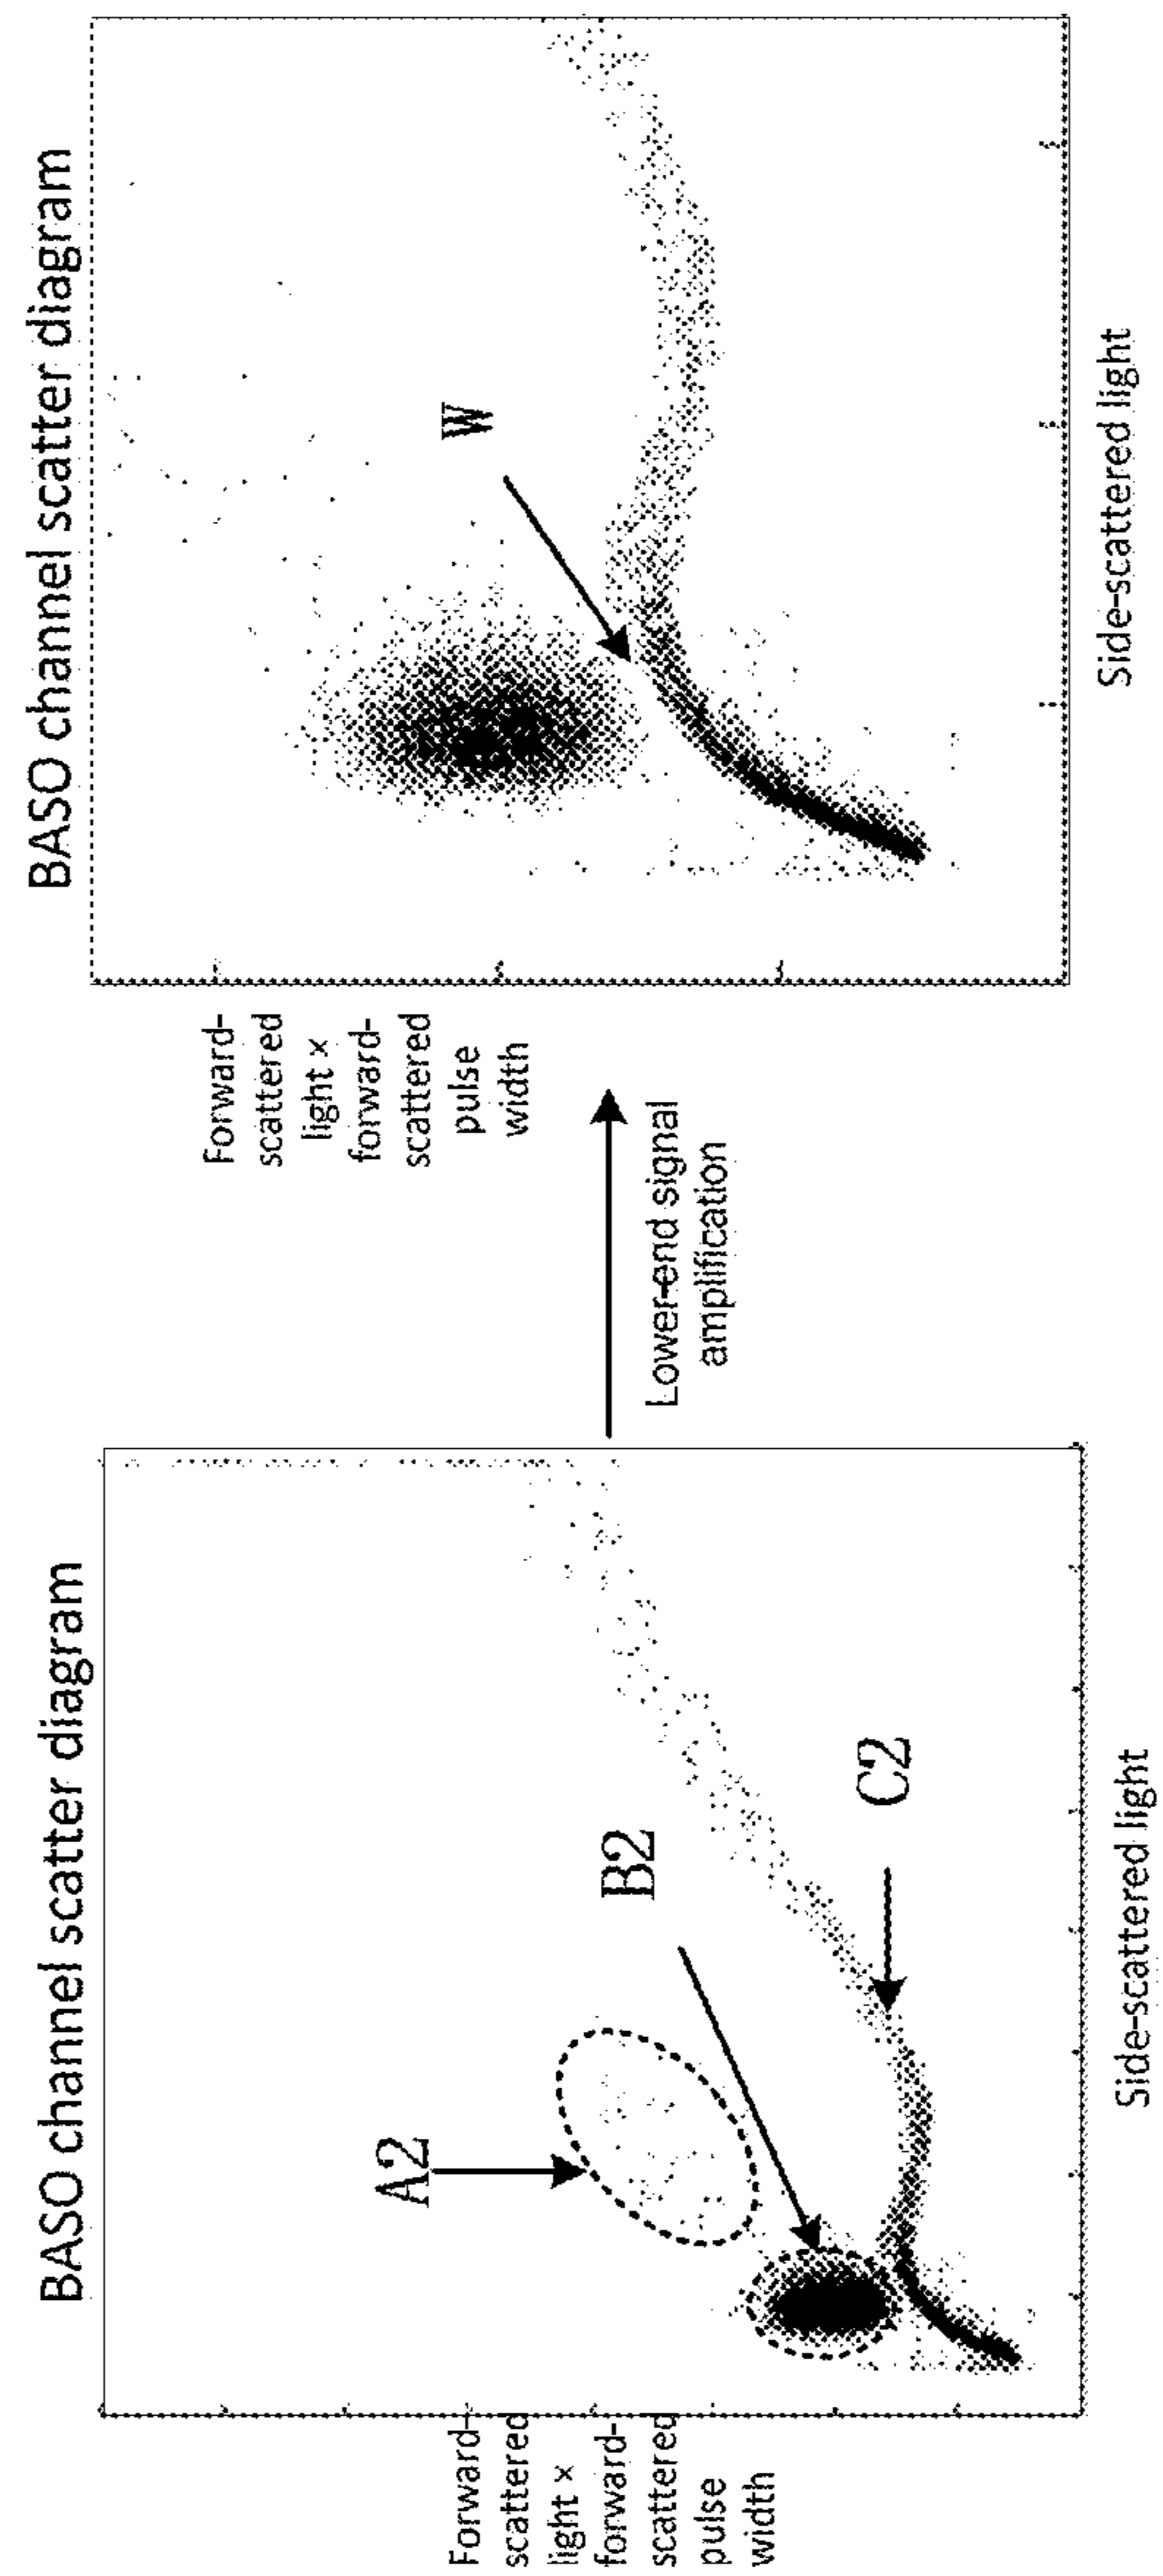 BASO channel scatter diagram
Forward-
scattered
light ×
forward-
scattered
pulse
width
A2
B2
C2
Side-scattered light
Lower-end signal
amplification
BASO channel scatter diagram
Forward-
scattered
light ×
forward-
scattered
pulse
width
W
Side-scattered light